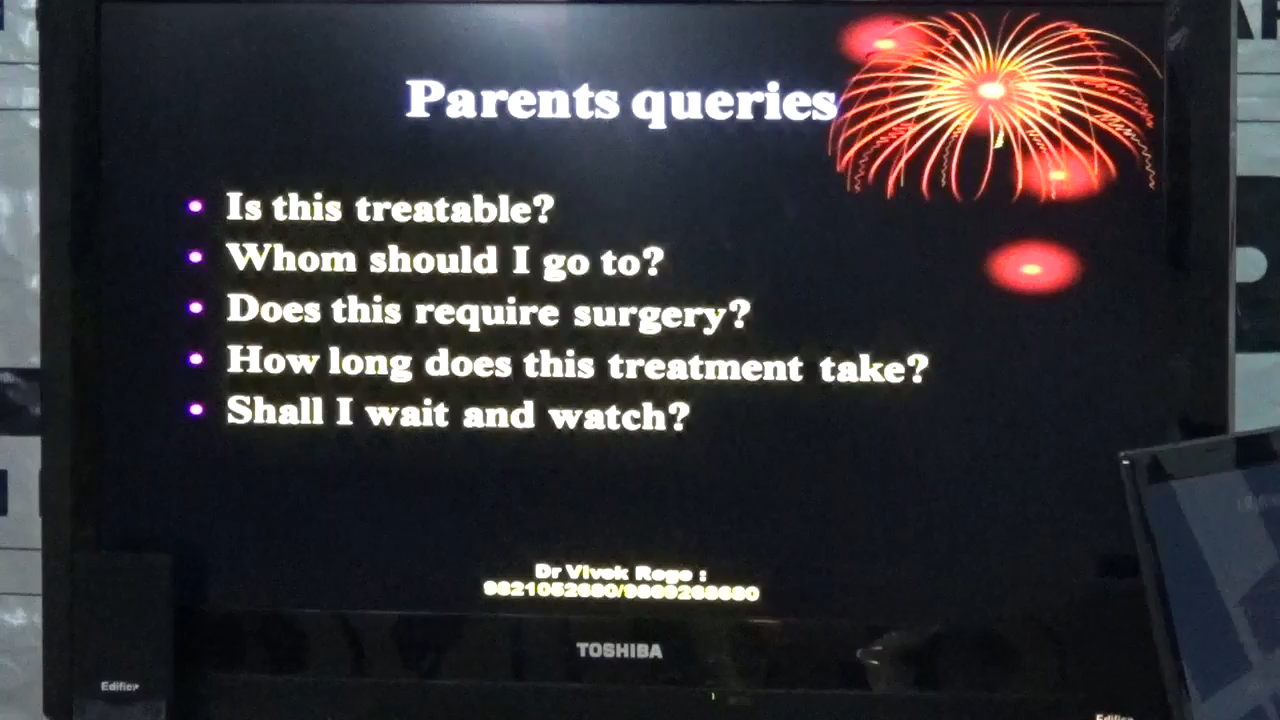 Parents queries
• Is this treatable?
• Whom should I go to?
• Does this require surgery?
• How long does this treatment take?
• Shall I wait and watch?
Dr Vivek Rege :
TOSHIBA
Edifier
Edifier